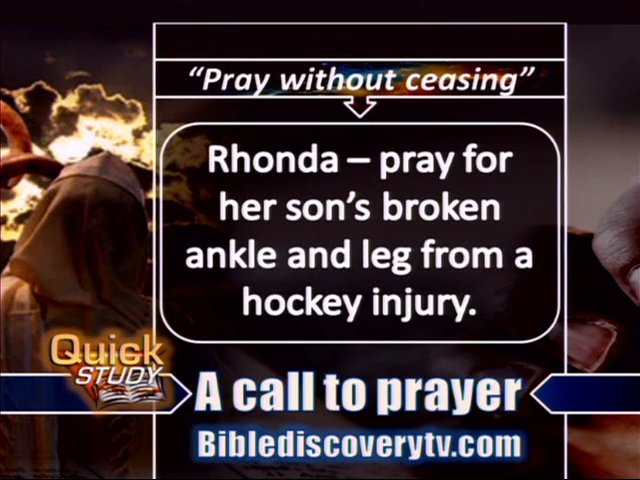 “Pray without ceasing”
Rhonda – pray for
her son’s broken
ankle and leg from a
hockey injury.
Quick
STUDY
A call to prayer
Biblediscoverytv.com